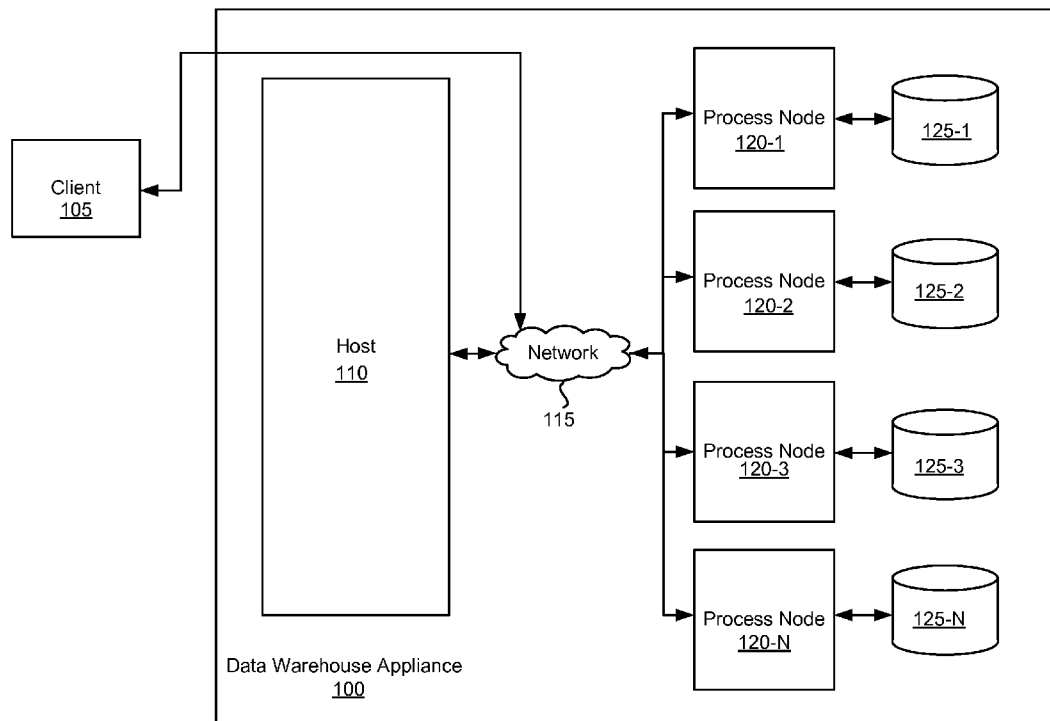 Client
105
Host
110
Network
115
Process Node
120-1
125-1
Process Node
120-2
125-2
Process Node
120-3
125-3
Process Node
120-N
125-N
Data Warehouse Appliance
100